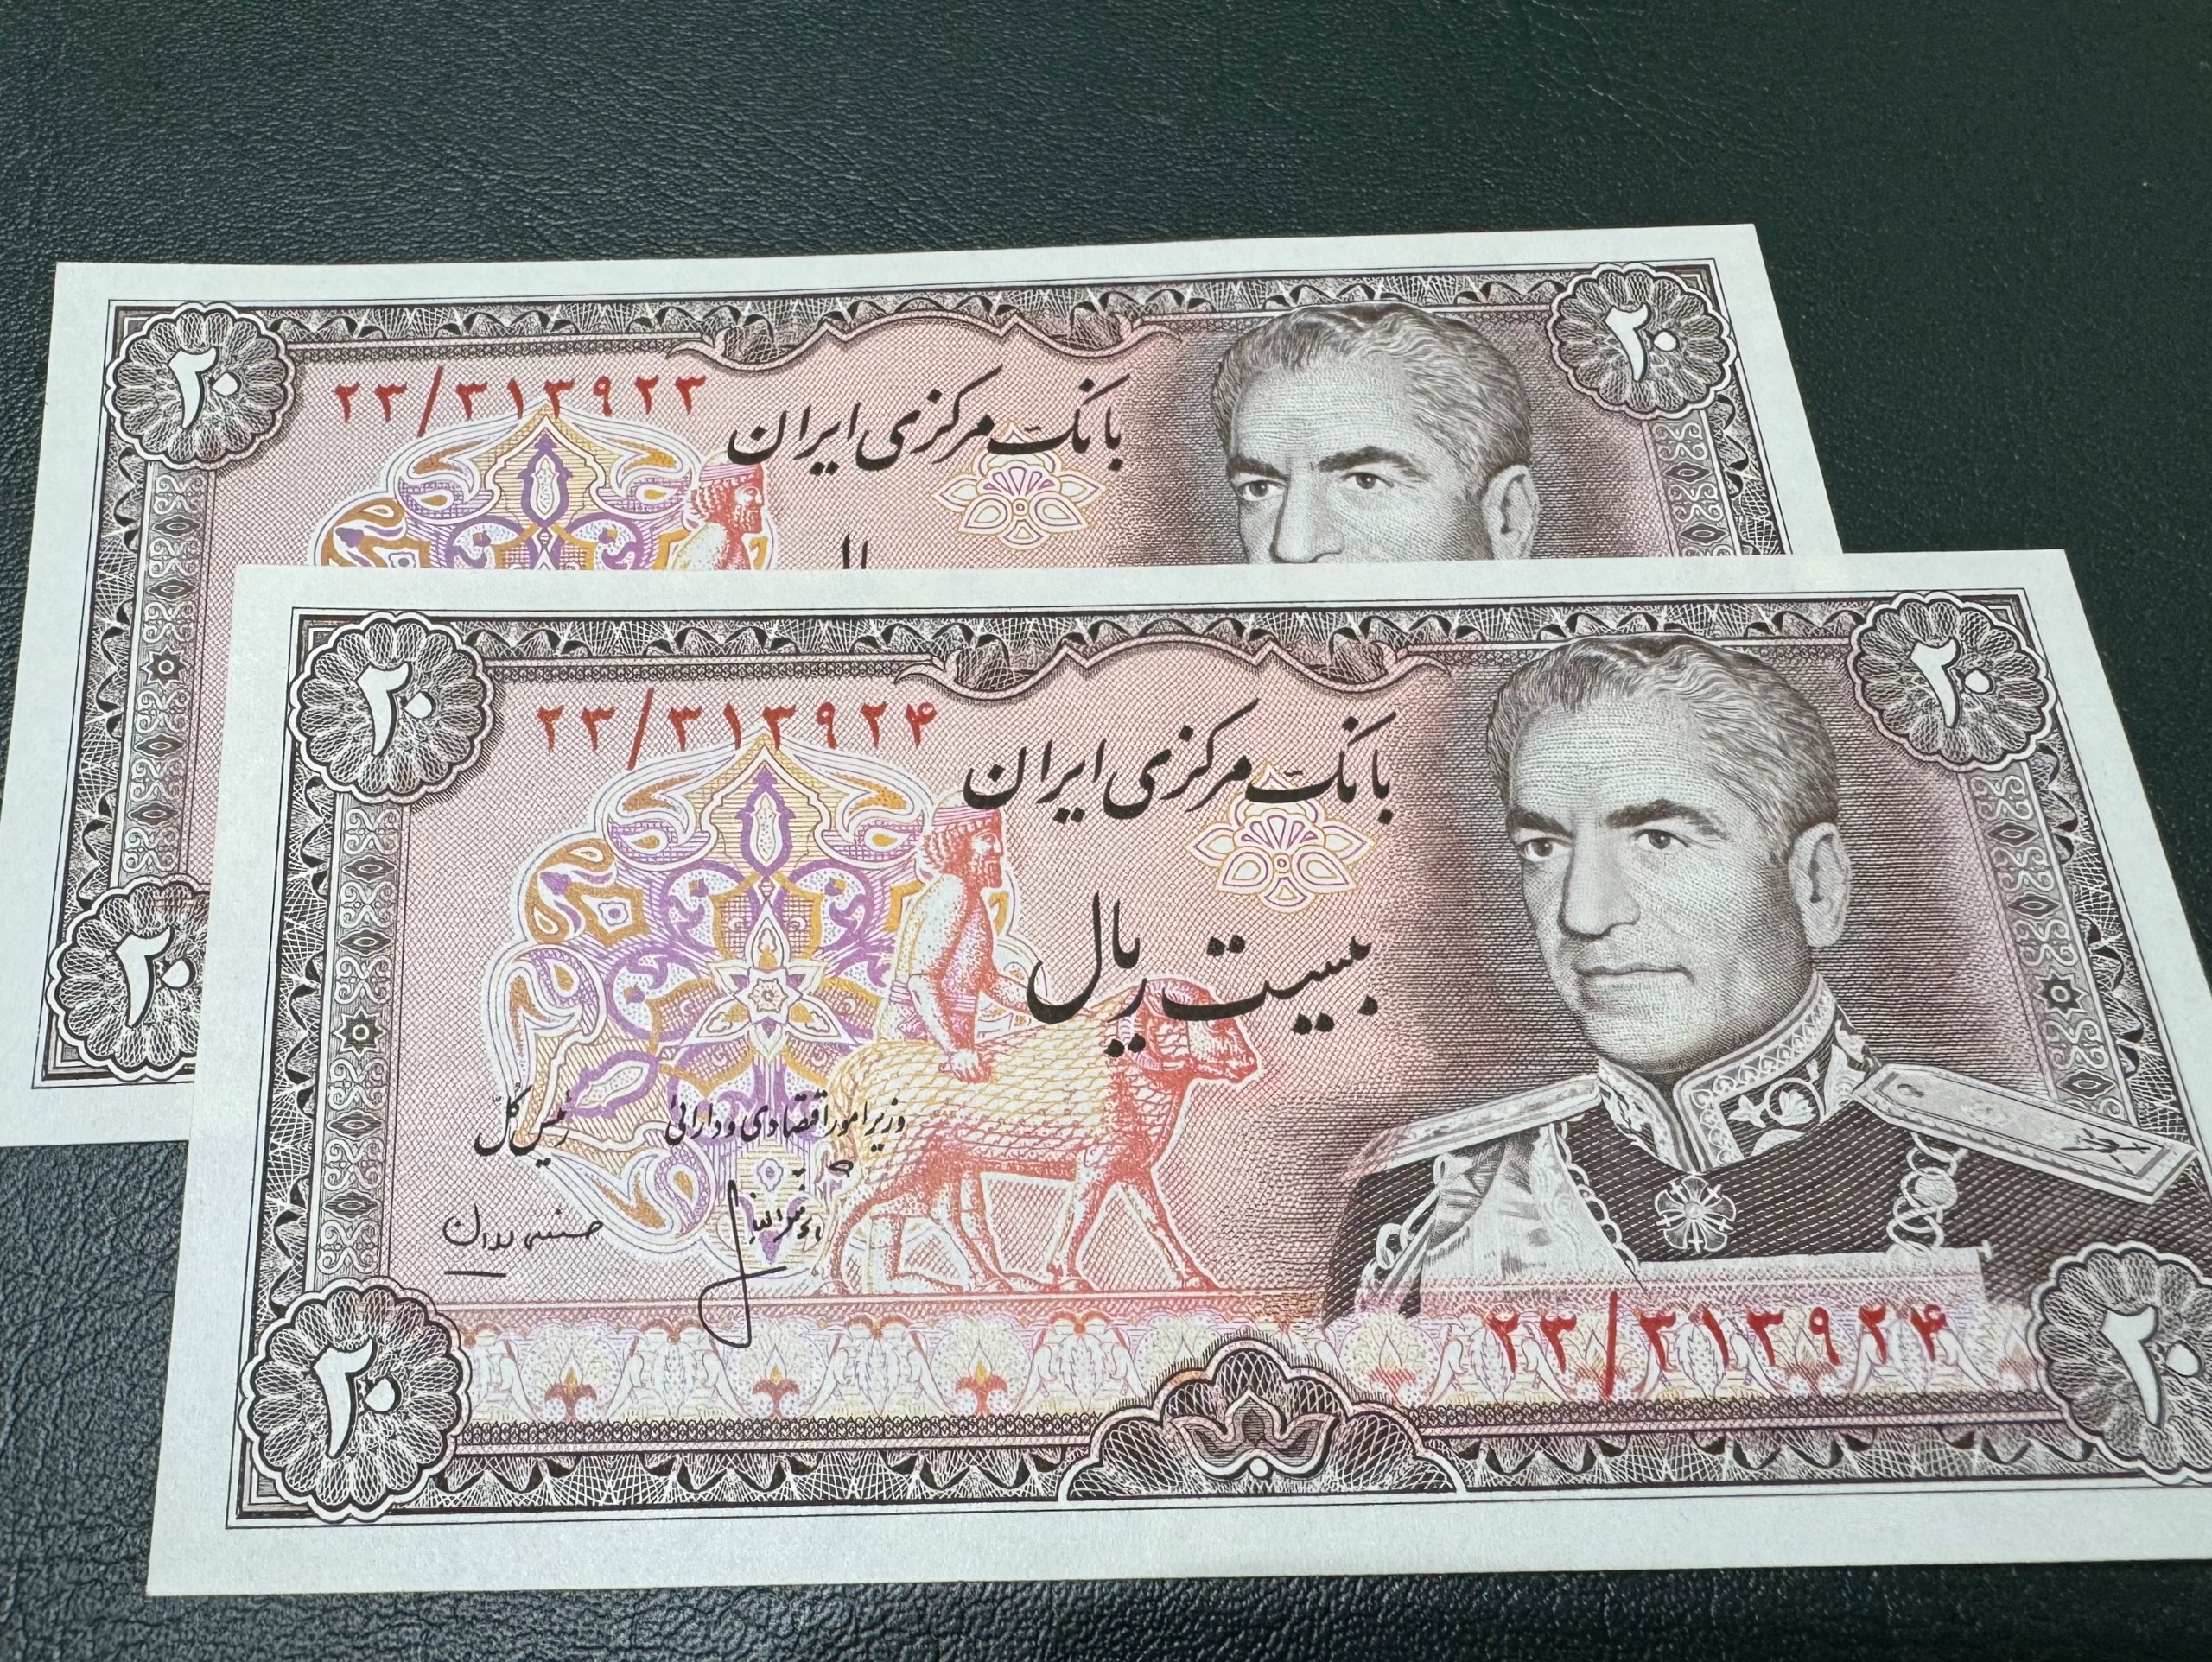 ۲۰
۲۰
۲۳/۳۱۳۹۲۳
بانک مرکزی ایران
۲۰
۲۰
۲۰
۲۳/۳۱۳۹۲۴
بانک مرکزی ایران
بیست ریال
وزیر امور اقتصادی و دارائی
رئیس کل
۲۳/۳۱۳۹۲۴
۲۰
۲۰